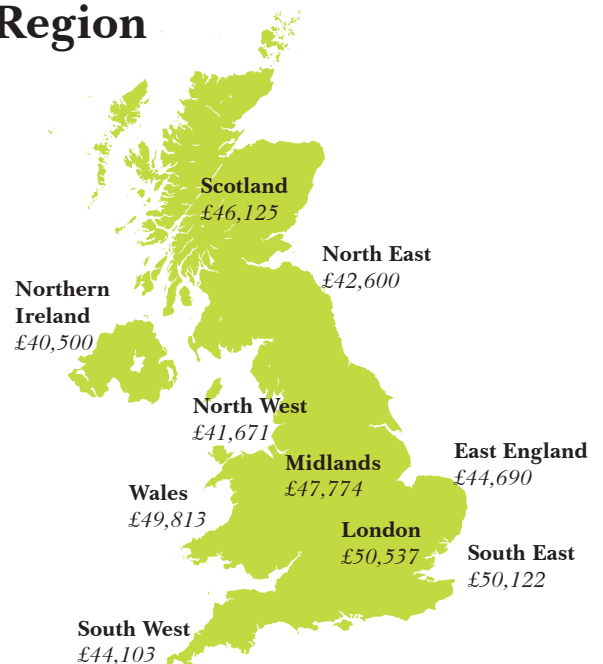 Region
Scotland
£46,125
North East
£42,600
Northern
Ireland
£40,500
North West
£41,671
East England
£44,690
Midlands
£47,774
Wales
£49,813
London
£50,537
South East
£50,122
South West
£44,103